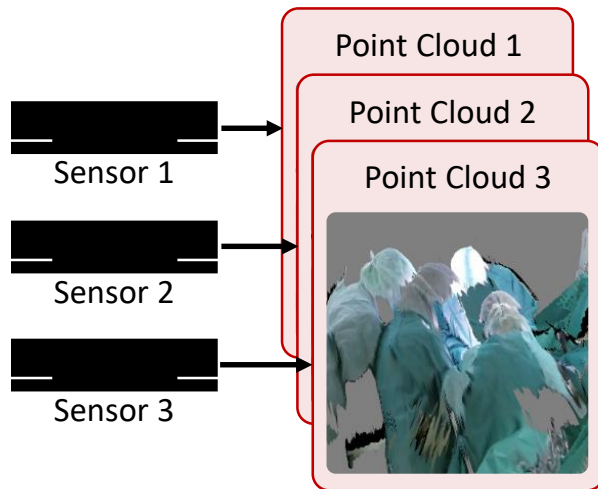 Point Cloud 1
Point Cloud 2
Point Cloud 3
Sensor 1
Sensor 2
Sensor 3